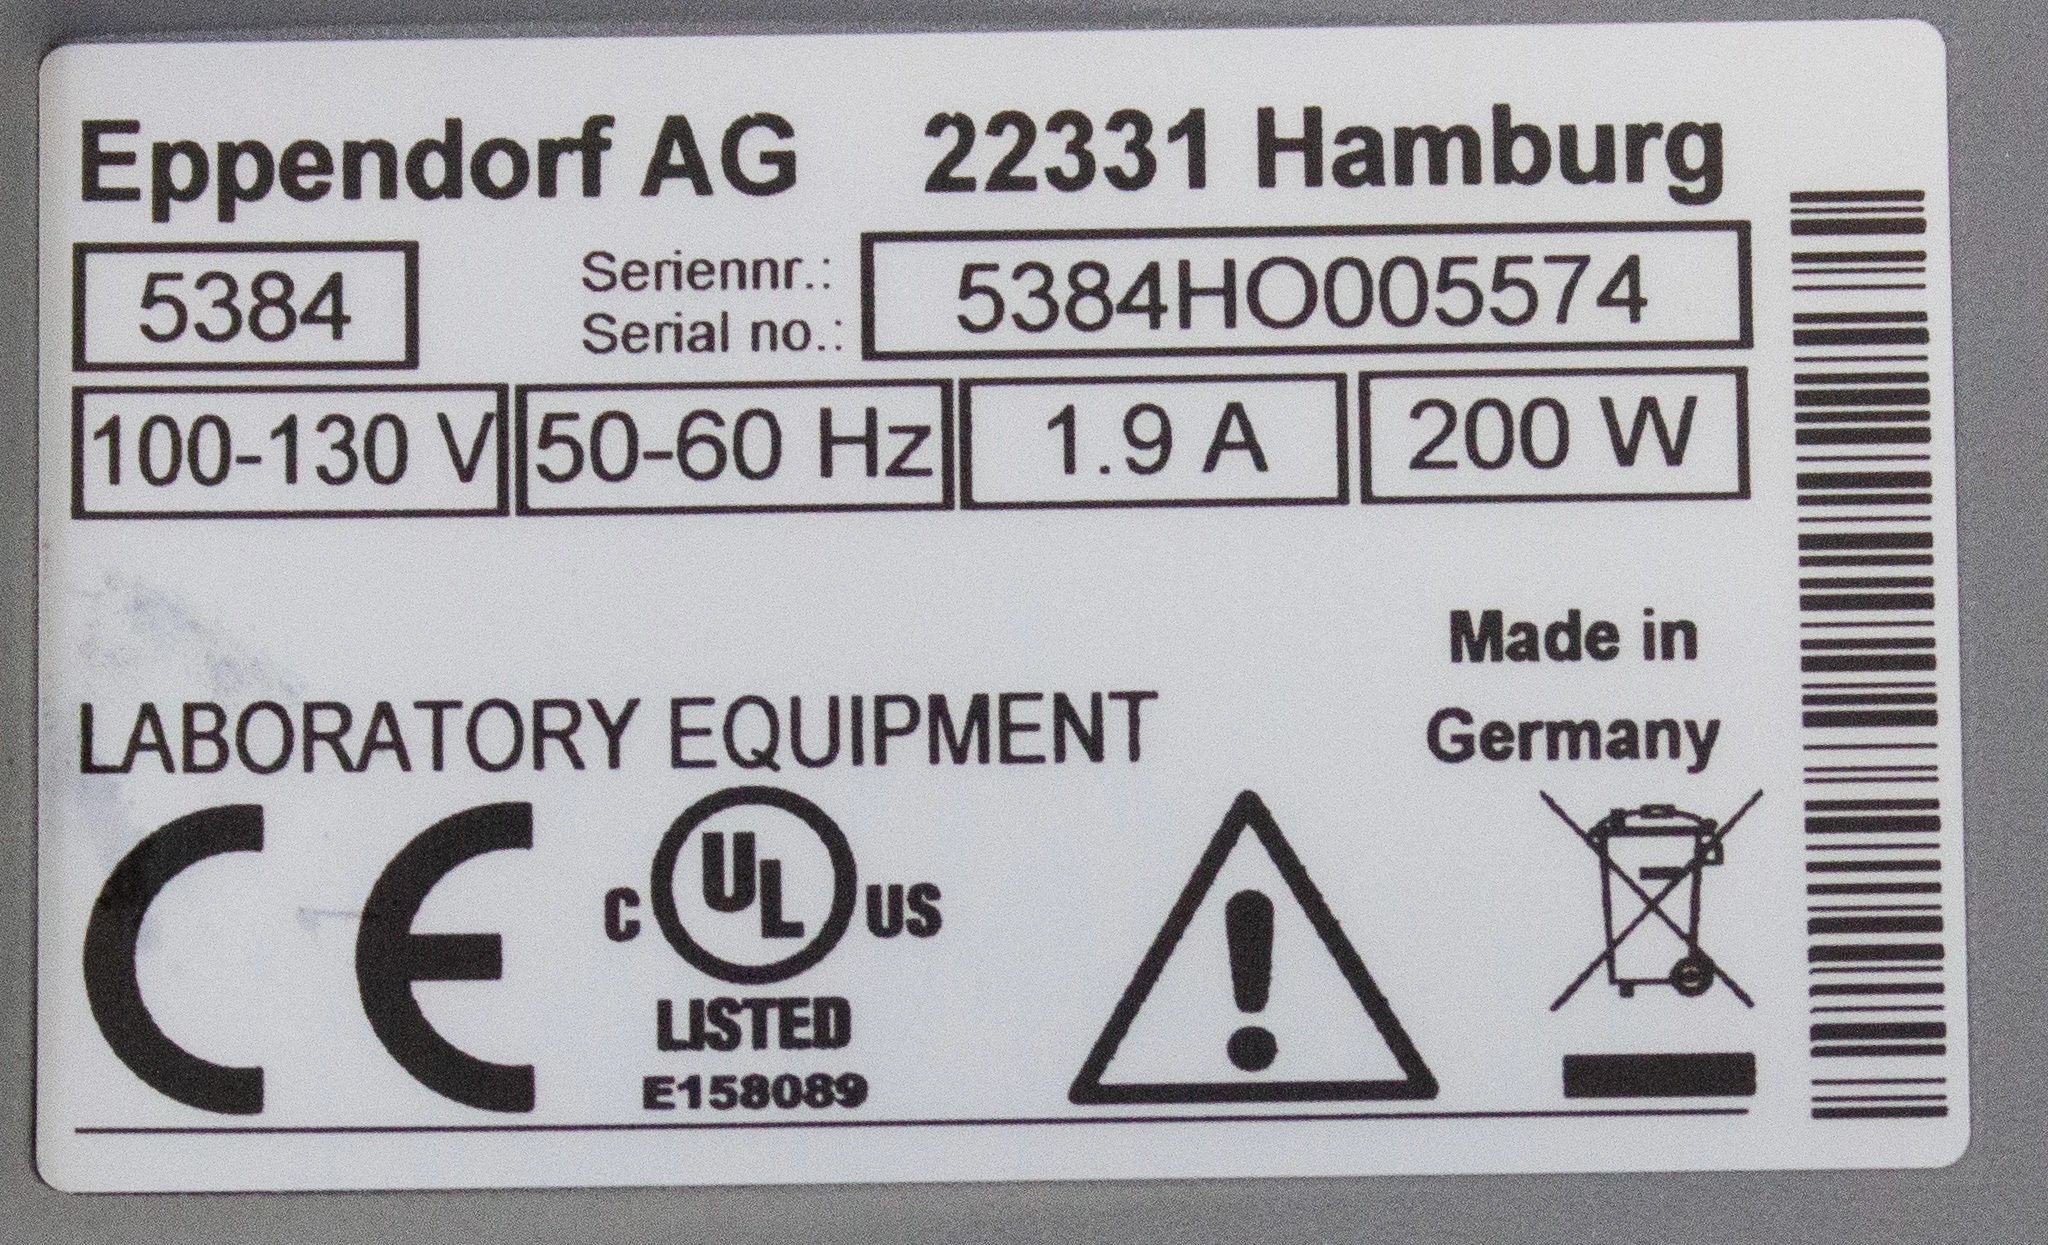 Eppendorf AG 22331 Hamburg
5384 Seriennr.: 5384HO005574
Serial no.:
100-130 V 50-60 Hz 1.9 A 200 W
Made in
Germany
LABORATORY EQUIPMENT
CE C UL US
LISTED
E158089